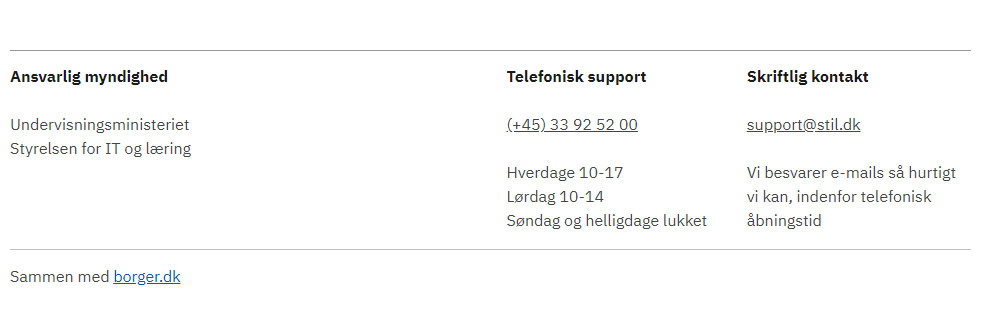 Ansvarlig myndighed
Undervisningsministeriet
Styrelsen for IT og læring
Telefonisk support
(+45) 33 92 52 00
Hverdage 10-17
Lørdag 10-14
Søndag og helligdage lukket
Skriftlig kontakt
support@stil.dk
Vi besvarer e-mails så hurtigt
vi kan, indenfor telefonisk
åbningstid
Sammen med borger.dk